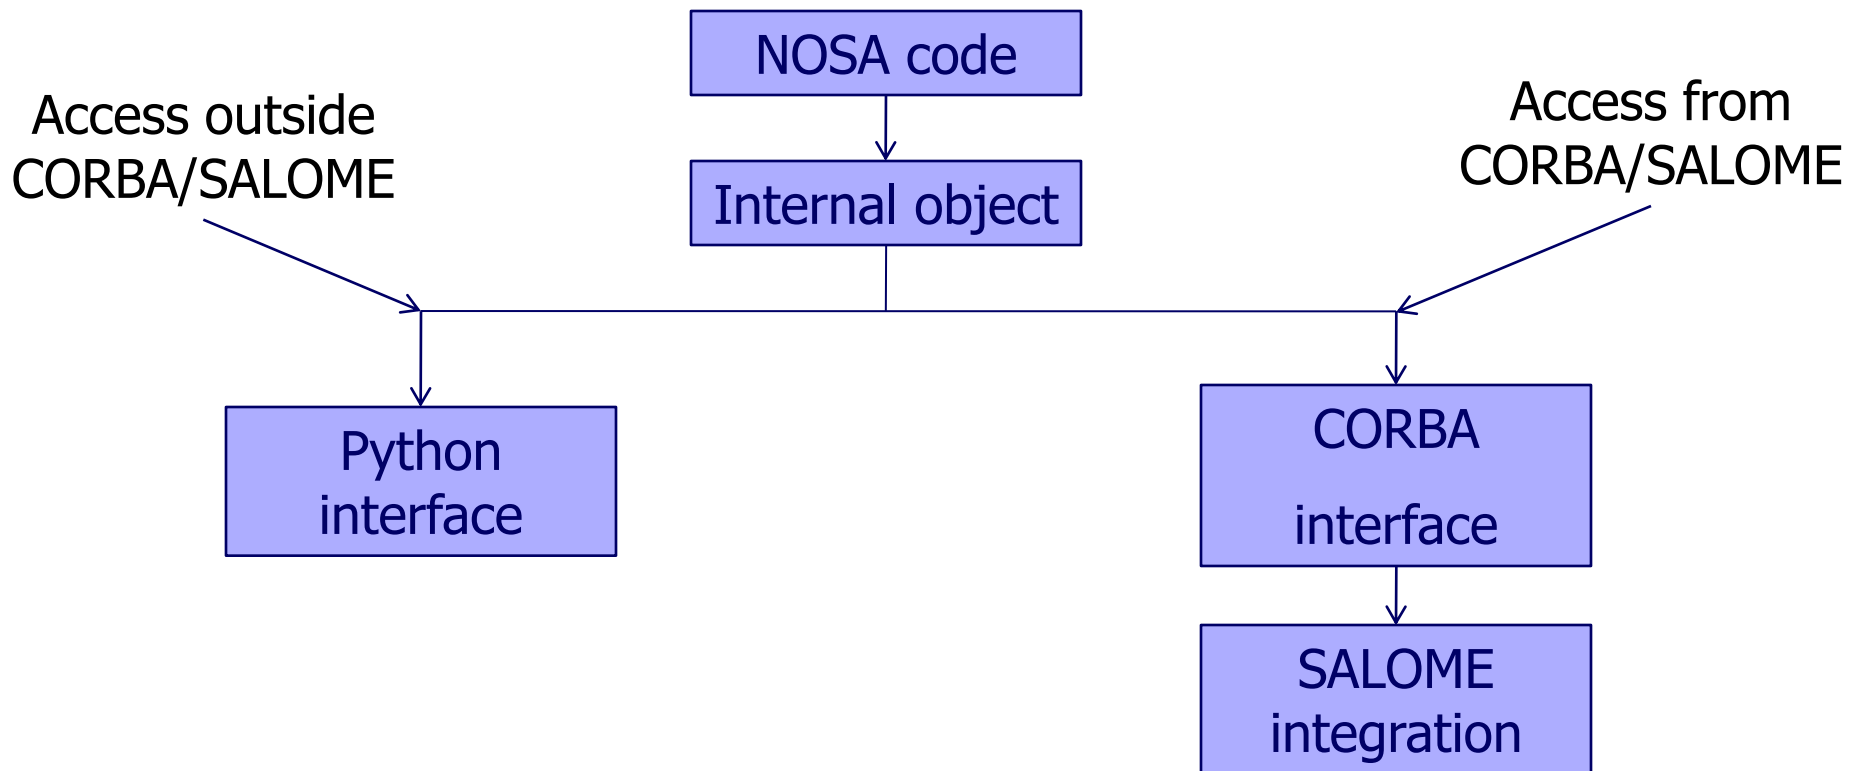 NOSA code
Access outside
CORBA/SALOME
Access from
CORBA/SALOME
Internal object
Python
interface
CORBA
interface
SALOME
integration